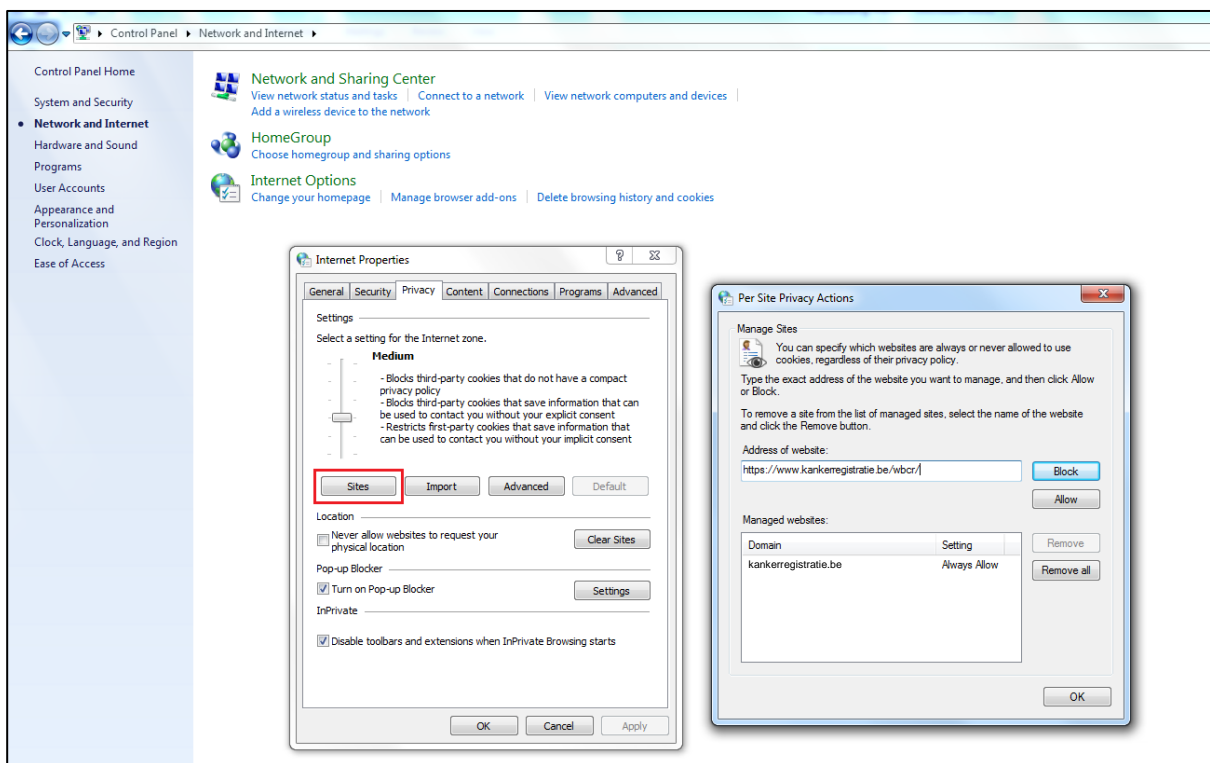 Control Panel Network and Internet
Control Panel Home
System and Security
Network and Internet
Hardware and Sound
Programs
User Accounts
Appearance and
Personalization
Clock, Language, and Region
Ease of Access
Network and Sharing Center
View network status and tasks Connect to a network View network computers and devices
Add a wireless device to the network
HomeGroup
Choose homegroup and sharing options
Internet Options
Change your homepage Manage browser add-ons Delete browsing history and cookies
Internet Properties
General Security Privacy Content Connections Programs Advanced
Settings
Select a setting for the Internet zone.
Medium
- Blocks third-party cookies that do not have a compact
privacy policy
- Blocks third-party cookies that save information that can
be used to contact you without your explicit consent
- Restricts first-party cookies that save information that
can be used to contact you without your implicit consent
Sites Import Advanced Default
Location
Never allow websites to request your
physical location
Clear Sites
Pop-up Blocker
Turn on Pop-up Blocker
Settings
InPrivate
Disable toolbars and extensions when InPrivate Browsing starts
OK Cancel Apply
Per Site Privacy Actions
Manage Sites
You can specify which websites are always or never allowed to use
cookies, regardless of their privacy policy.
Type the exact address of the website you want to manage, and then click Allow
or Block.
To remove a site from the list of managed sites, select the name of the website
and click the Remove button.
Address of website:
https://www.kankerregistratie.be/wbcr/
Block
Allow
Managed websites:
Domain Setting
kankerregistratie.be Always Allow
Remove
Remove all
OK